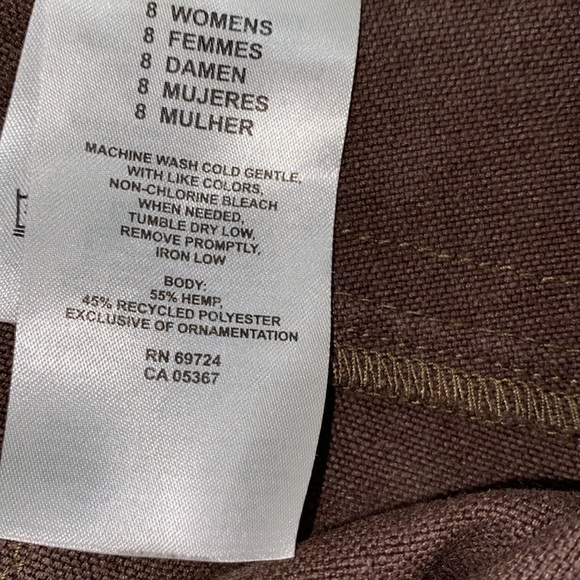 8 WOMENS
8 FEMMES
8 DAMEN
8 MUJERES
8 MULHER
MACHINE WASH COLD GENTLE,
WITH LIKE COLORS,
NON-CHLORINE BLEACH
WHEN NEEDED,
TUMBLE DRY LOW,
REMOVE PROMPTLY,
IRON LOW
BODY:
55% HEMP,
45% RECYCLED POLYESTER
EXCLUSIVE OF ORNAMENTATION
RN 69724
CA 05367